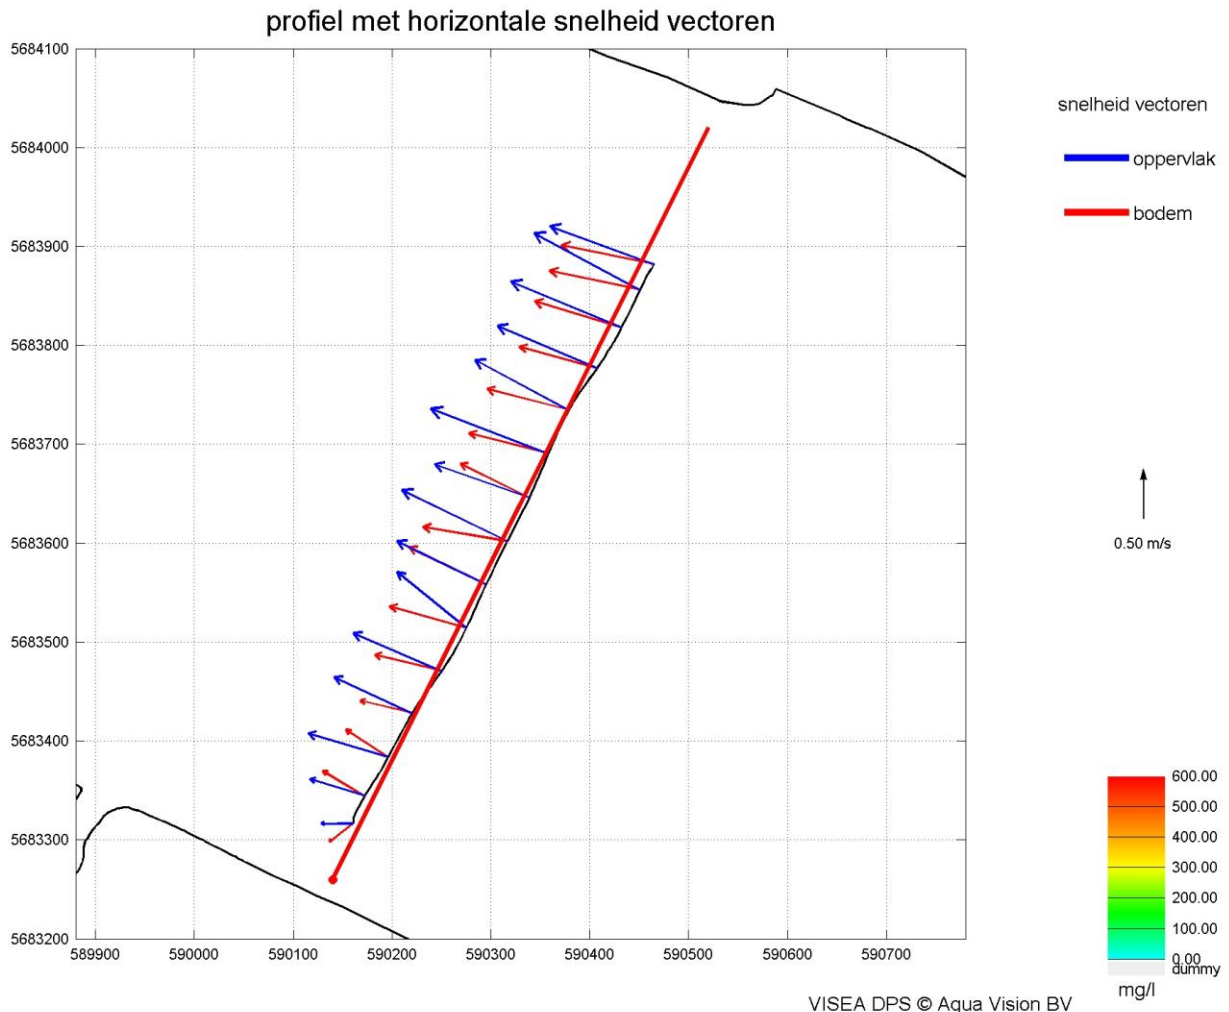 profiel met horizontale snelheid vectoren
5684100
5684000
5683900
5683800
5683700
5683600
5683500
5683400
5683300
5683200
589900 590000 590100 590200 590300 590400 590500 590600 590700
snelheid vectoren
oppervlak
bodem
0.50 m/s
600.00
500.00
400.00
300.00
200.00
100.00
0.00
dummy
mg/l
VISEA DPS © Aqua Vision BV